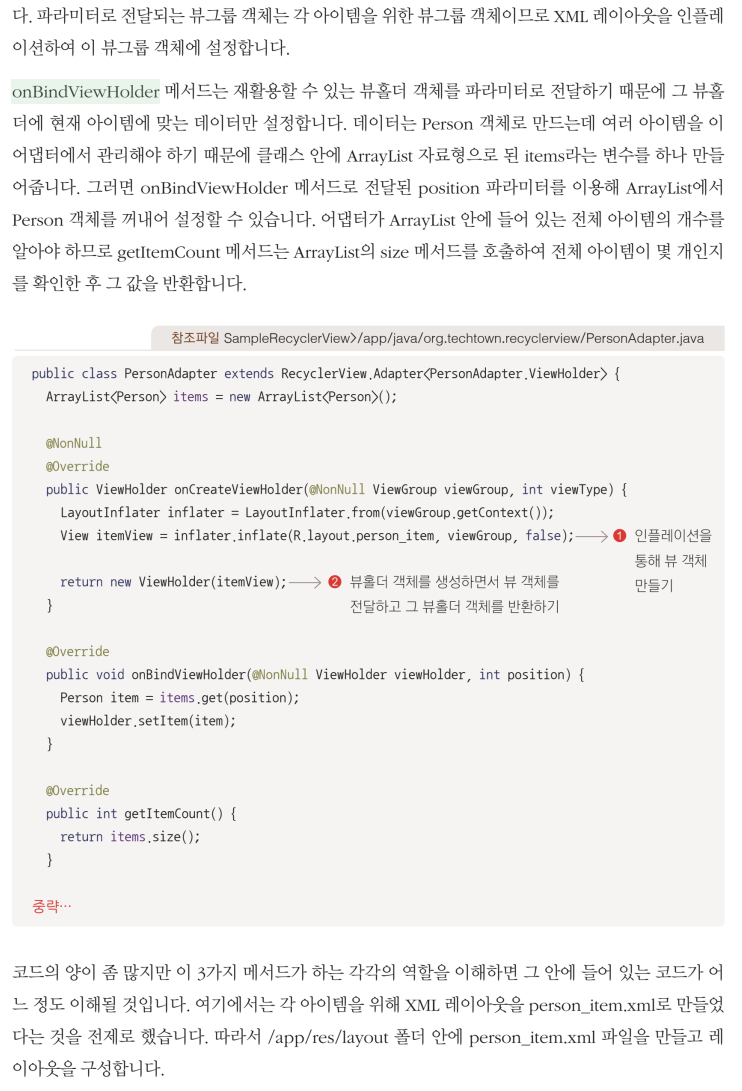 다. 파라미터로 전달되는 뷰그룹 객체는 각 아이템을 위한 뷰그룹 객체이므로 XML 레이아웃을 인플레
이션하여 이 뷰그룹 객체에 설정합니다.
onBindViewHolder 메서드는 재활용할 수 있는 뷰홀더 객체를 파라미터로 전달하기 때문에 그 뷰홀
더에 현재 아이템에 맞는 데이터만 설정합니다. 데이터는 Person 객체로 만드는데 여러 아이템을 이
어댑터에서 관리해야 하기 때문에 클래스 안에 ArrayList 자료형으로 된 items라는 변수를 하나 만들
어줍니다. 그러면 onBindViewHolder 메서드로 전달된 position 파라미터를 이용해 ArrayList에서
Person 객체를 꺼내어 설정할 수 있습니다. 어댑터가 ArrayList 안에 들어 있는 전체 아이템의 개수를
알아야 하므로 getItemCount 메서드는 ArrayList의 size 메서드를 호출하여 전체 아이템이 몇 개인지
를 확인한 후 그 값을 반환합니다.
참조파일 SampleRecyclerView>/app/java/org.techtown.recyclerview/PersonAdapter.java
public class PersonAdapter extends RecyclerView.Adapter<PersonAdapter.ViewHolder> {
ArrayList<Person> items = new ArrayList<Person>();
@NonNull
@Override
public ViewHolder onCreateViewHolder(@NonNull ViewGroup viewGroup, int viewType) {
LayoutInflater inflater = LayoutInflater.from(viewGroup.getContext());
View itemView = inflater.inflate(R.layout.person_item, viewGroup, false); → ❶ 인플레이션을
통해 뷰 객체
만들기
return new ViewHolder(itemView); → ❷ 뷰홀더 객체를 생성하면서 뷰 객체를
전달하고 그 뷰홀더 객체를 반환하기
}
@Override
public void onBindViewHolder(@NonNull ViewHolder viewHolder, int position) {
Person item = items.get(position);
viewHolder.setItem(item);
}
@Override
public int getItemCount() {
return items.size();
}
중략…
코드의 양이 좀 많지만 이 3가지 메서드가 하는 각각의 역할을 이해하면 그 안에 들어 있는 코드가 어
느 정도 이해될 것입니다. 여기에서는 각 아이템을 위해 XML 레이아웃을 person_item.xml로 만들었
다는 것을 전제로 했습니다. 따라서 /app/res/layout 폴더 안에 person_item.xml 파일을 만들고 레
이아웃을 구성합니다.